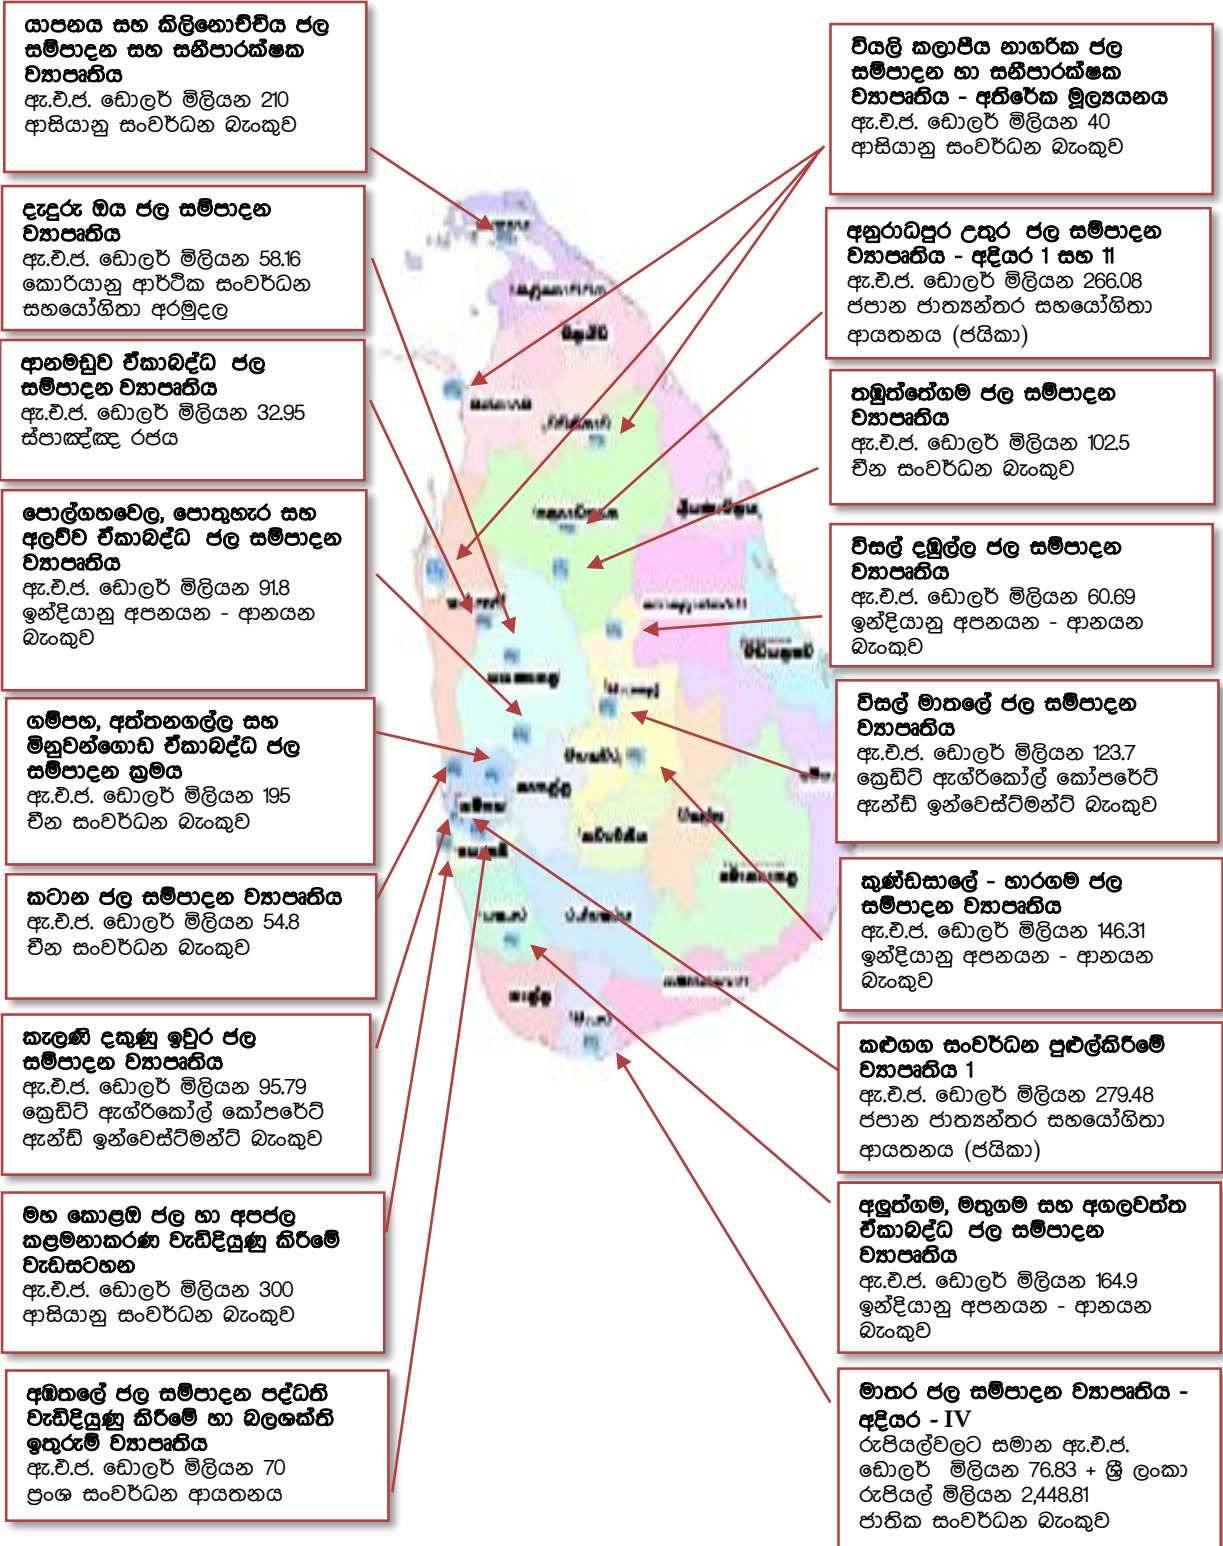 යාපනය සහ කිලිනොච්චිය ජල
සම්පාදන සහ සනීපාරක්ෂක
ව්‍යාපෘතිය
ඇ.එ.ජ. ඩොලර් මිලියන 210
ආසියානු සංවර්ධන බැංකුව
දැදුරු ඔය ජල සම්පාදන
ව්‍යාපෘතිය
ඇ.එ.ජ. ඩොලර් මිලියන 58.16
කොරියානු ආර්ථික සංවර්ධන
සහයෝගිතා අරමුදල
ආනමඩුව ඒකාබද්ධ ජල
සම්පාදන ව්‍යාපෘතිය
ඇ.එ.ජ. ඩොලර් මිලියන 32.95
ස්පාඤ්ඤ රජය
පොල්ගහවෙල, පොතුහැර සහ
අලව්ව ඒකාබද්ධ ජල සම්පාදන
ව්‍යාපෘතිය
ඇ.එ.ජ. ඩොලර් මිලියන 91.8
ඉන්දියානු අපනයන - ආනයන
බැංකුව
ගම්පහ, අත්තනගල්ල සහ
මිනුවන්ගොඩ ඒකාබද්ධ ජල
සම්පාදන ක්‍රමය
ඇ.එ.ජ. ඩොලර් මිලියන 195
චීන සංවර්ධන බැංකුව
කටාන ජල සම්පාදන ව්‍යාපෘතිය
ඇ.එ.ජ. ඩොලර් මිලියන 54.8
චීන සංවර්ධන බැංකුව
කැලණි දකුණු ඉවුර ජල
සම්පාදන ව්‍යාපෘතිය
ඇ.එ.ජ. ඩොලර් මිලියන 95.79
ක්‍රෙඩිට් ඇග්රිකෝල් කෝපරේට්
ඇන්ඩ් ඉන්වෙස්ට්මන්ට් බැංකුව
මහ කොළඹ ජල හා අපජල
කළමනාකරණ වැඩිදියුණු කිරීමේ
වැඩසටහන
ඇ.එ.ජ. ඩොලර් මිලියන 300
ආසියානු සංවර්ධන බැංකුව
අඹතලේ ජල සම්පාදන පද්ධති
වැඩිදියුණු කිරීමේ හා බලශක්ති
ඉතුරුම් ව්‍යාපෘතිය
ඇ.එ.ජ. ඩොලර් මිලියන 70
ප්‍රංශ සංවර්ධන ආයතනය
වියලි කලාපීය නාගරික ජල
සම්පාදන හා සනීපාරක්ෂක
ව්‍යාපෘතිය - අතිරේක මූල්‍යයනය
ඇ.එ.ජ. ඩොලර් මිලියන 40
ආසියානු සංවර්ධන බැංකුව
අනුරාධපුර උතුර ජල සම්පාදන
ව්‍යාපෘතිය - අදියර 1 සහ 11
ඇ.එ.ජ. ඩොලර් මිලියන 266.08
ජපාන ජාත්‍යන්තර සහයෝගිතා
ආයතනය (ජයිකා)
තඹුත්තේගම ජල සම්පාදන
ව්‍යාපෘතිය
ඇ.එ.ජ. ඩොලර් මිලියන 102.5
චීන සංවර්ධන බැංකුව
විසල් දඹුල්ල ජල සම්පාදන
ව්‍යාපෘතිය
ඇ.එ.ජ. ඩොලර් මිලියන 60.69
ඉන්දියානු අපනයන - ආනයන
බැංකුව
විසල් මාතලේ ජල සම්පාදන
ව්‍යාපෘතිය
ඇ.එ.ජ. ඩොලර් මිලියන 123.7
ක්‍රෙඩිට් ඇග්රිකෝල් කෝපරේට්
ඇන්ඩ් ඉන්වෙස්ට්මන්ට් බැංකුව
කුණ්ඩසාලේ - හාරගම ජල
සම්පාදන ව්‍යාපෘතිය
ඇ.එ.ජ. ඩොලර් මිලියන 146.31
ඉන්දියානු අපනයන - ආනයන
බැංකුව
කළුගග සංවර්ධන පුළුල්කිරීමේ
ව්‍යාපෘතිය 1
ඇ.එ.ජ. ඩොලර් මිලියන 279.48
ජපාන ජාත්‍යන්තර සහයෝගිතා
ආයතනය (ජයිකා)
අලුත්ගම, මතුගම සහ අගලවත්ත
ඒකාබද්ධ ජල සම්පාදන
ව්‍යාපෘතිය
ඇ.එ.ජ. ඩොලර් මිලියන 164.9
ඉන්දියානු අපනයන - ආනයන
බැංකුව
මාතර ජල සම්පාදන ව්‍යාපෘතිය -
අදියර - IV
රුපියල්වලට සමාන ඇ.එ.ජ.
ඩොලර් මිලියන 76.83 + ශ්‍රී ලංකා
රුපියල් මිලියන 2,448.81
ජාතික සංවර්ධන බැංකුව